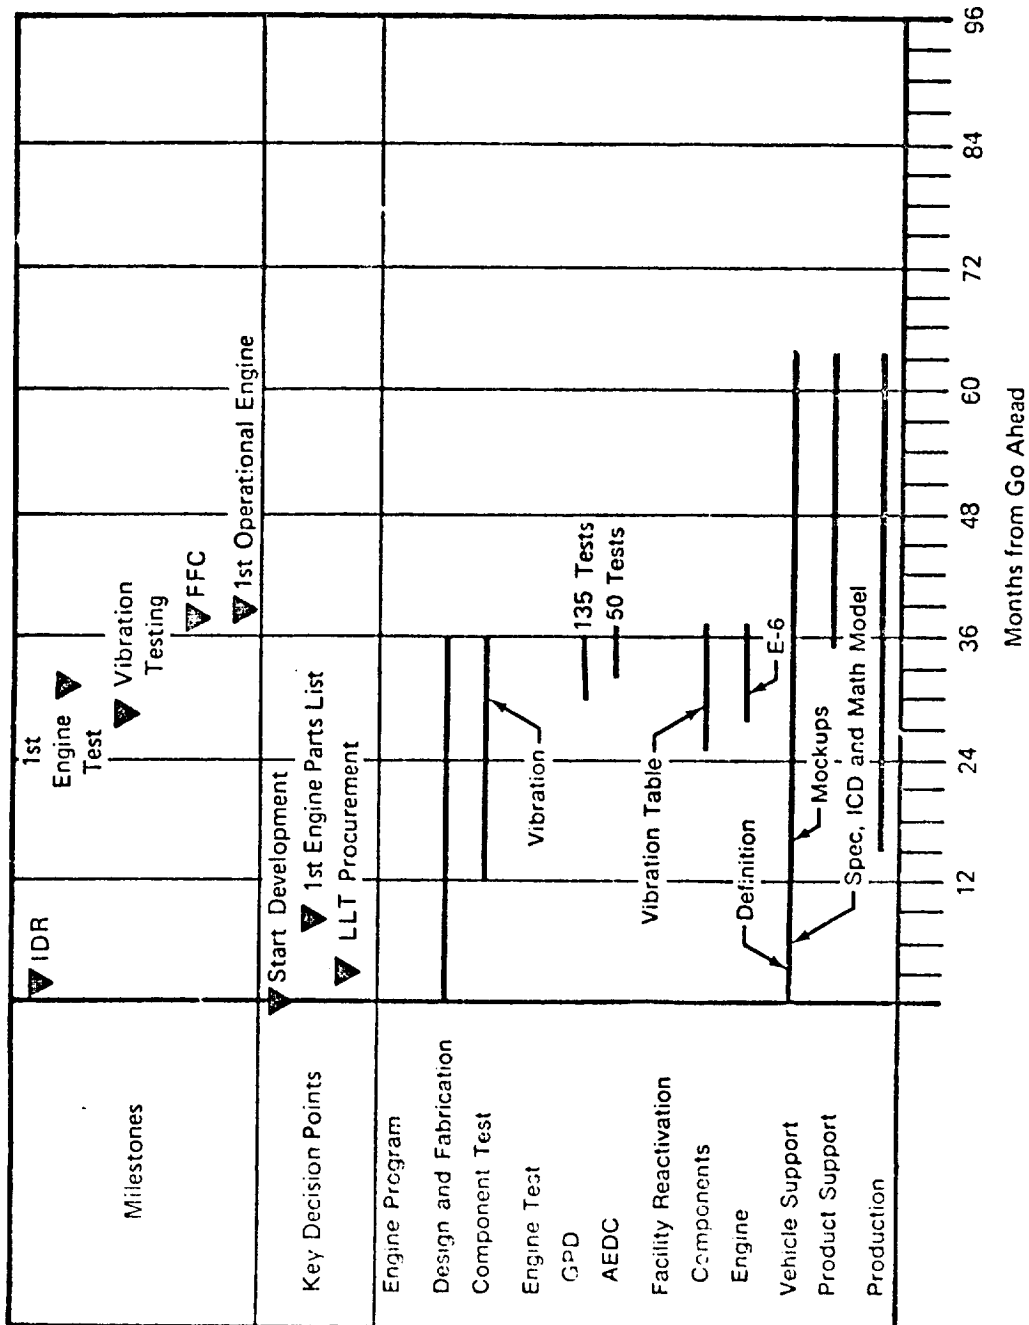 Milestones
IDR
1st
Engine
Test
Vibration
Testing
FFC
1st Operational Engine
Key Decision Points
Start Development
1st Engine Parts List
LLT Procurement
Engine Program
Design and Fabrication
Component Test
Vibration
Engine Test
GPD
135 Tests
AEDC
50 Tests
Facility Reactivation
Components
Vibration Table
Engine
E-6
Vehicle Support
Definition
Mockups
Spec, ICD and Math Model
Product Support
Production
12
24
36
48
60
72
84
96
Months from Go Ahead